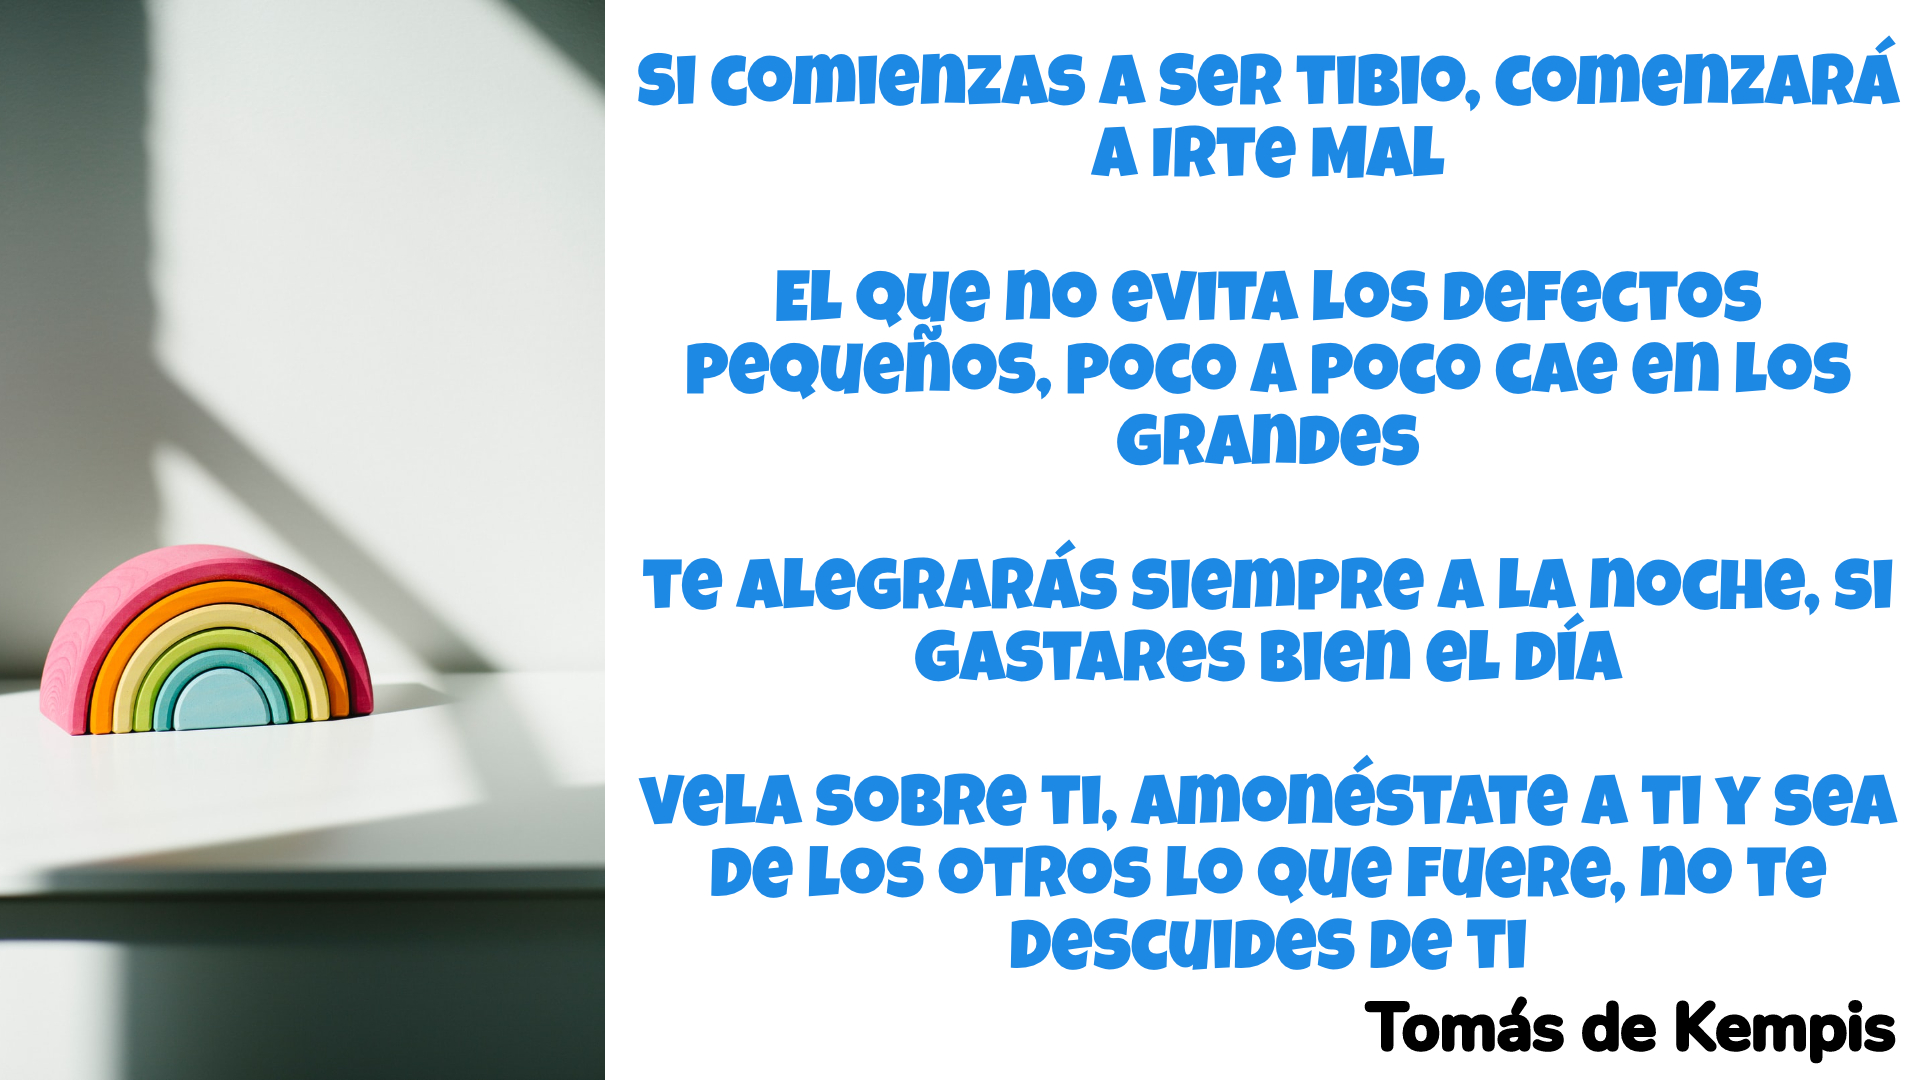 Si comienzas a ser tibio, comenzará
a irte mal
El que no evita los defectos
pequeños, poco a poco cae en los
grandes
Te alegrarás siempre a la noche, si
gastares bien el día
Vela sobre ti, amonéstate a ti y sea
de los otros lo que fuere, no te
descuides de ti
Tomás de Kempis